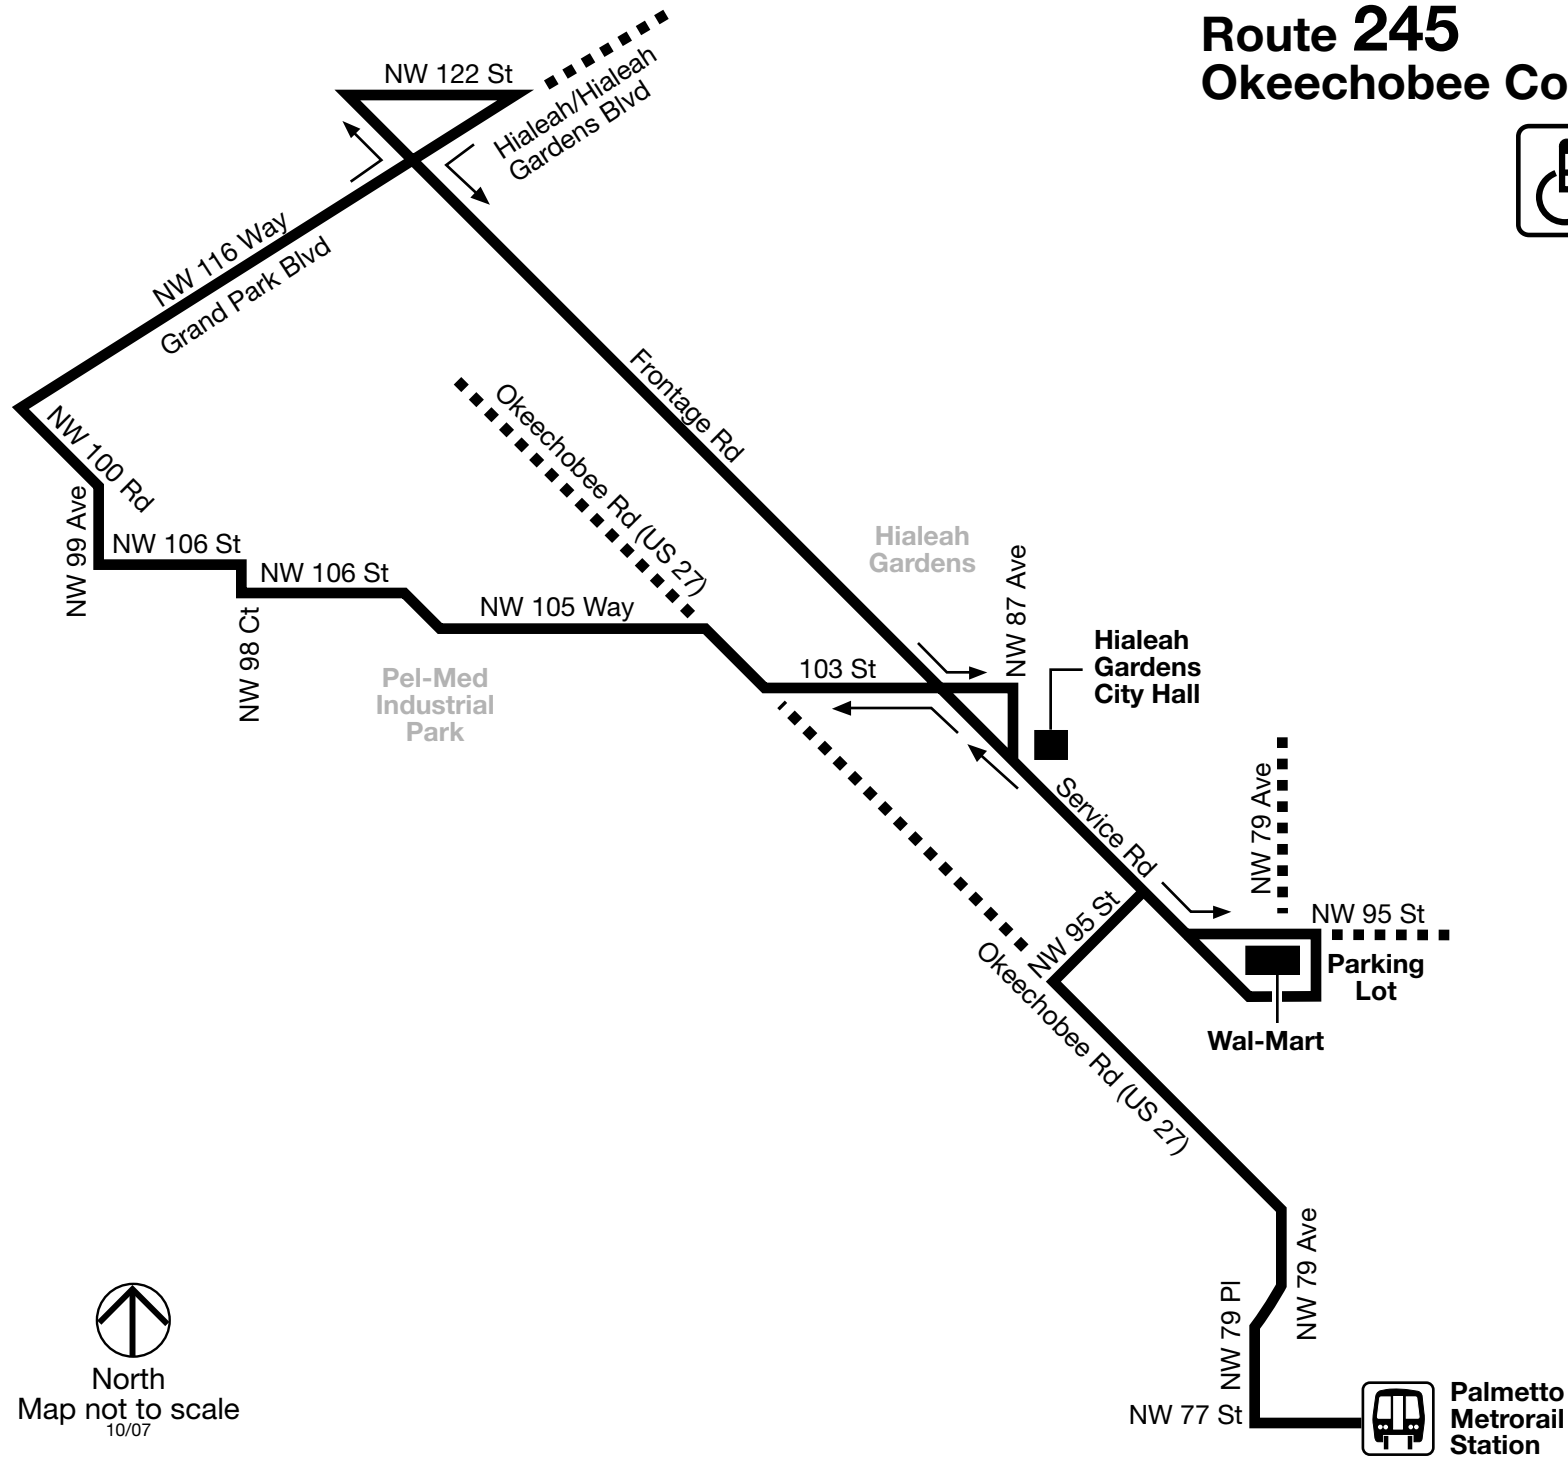 Route 245
Okeechobee Co
NW 122 St
Hialeah/Hialeah
Gardens Blvd
NW 116 Way
Grand Park Blvd
Frontage Rd
NW 100 Rd
Okeechobee Rd (US 27)
NW 99 Ave
NW 106 St
NW 106 St
NW 98 Ct
NW 105 Way
Pel-Med
Industrial
Park
Hialeah
Gardens
NW 87 Ave
103 St
Hialeah
Gardens
City Hall
Service Rd
NW 79 Ave
NW 95 St
NW 95 St
Parking
Lot
Wal-Mart
Okeechobee Rd (US 27)
NW 79 Ave
NW 79 Pl
NW 77 St
Palmetto
Metrorail
Station
North
Map not to scale
10/07